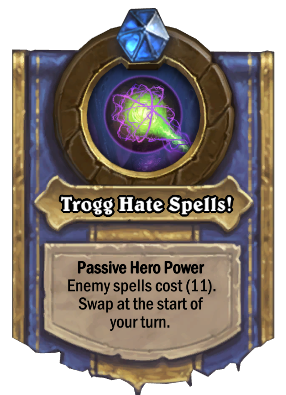 Trogg Hate Spells!
Passive Hero Power
Enemy spells cost (11).
Swap at the start of
your turn.